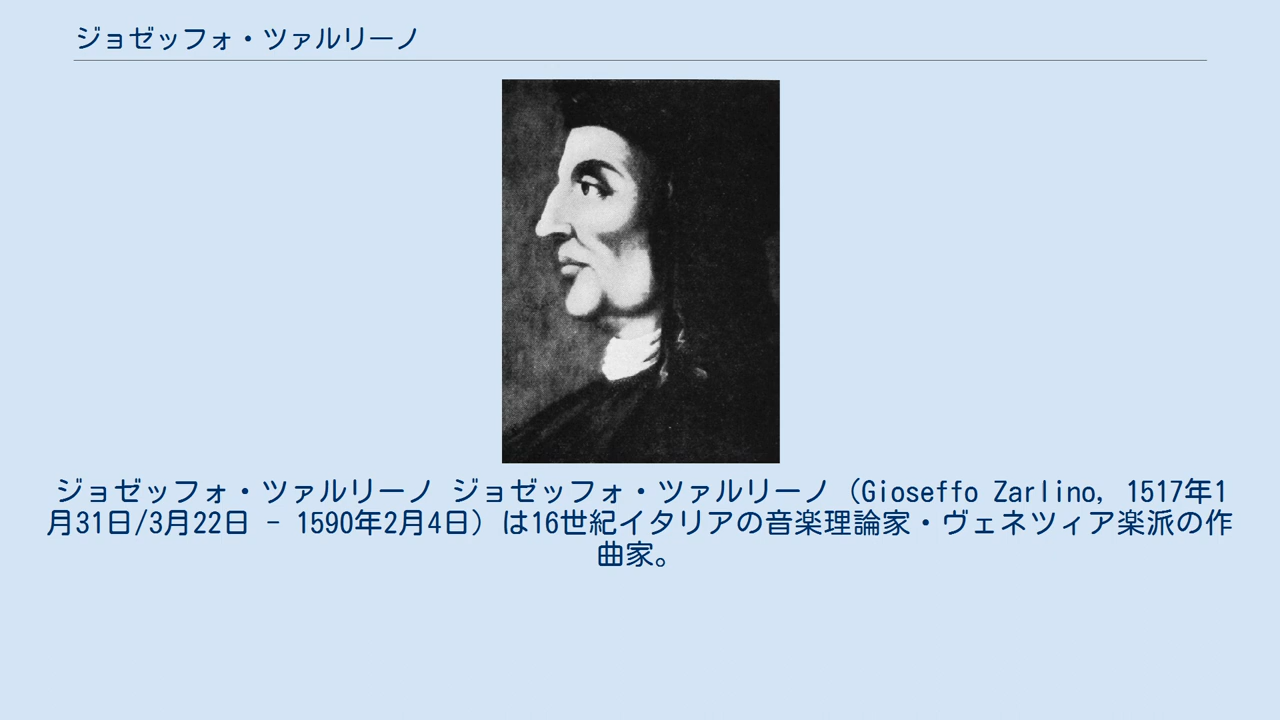 ジョゼッフォ・ツァルリーノ
ジョゼッフォ・ツァルリーノ ジョゼッフォ・ツァルリーノ（Gioseffo Zarlino, 1517年1
月31日/3月22日 - 1590年2月4日）は16世紀イタリアの音楽理論家・ヴェネツィア楽派の作
曲家。